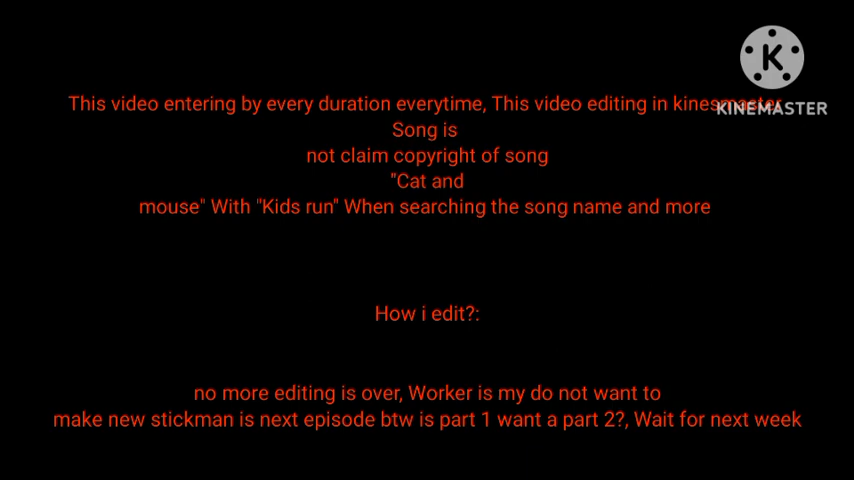 This video entering by every duration everytime, This video editing in kinesmaster
Song is
not claim copyright of song
"Cat and
mouse" With "Kids run" When searching the song name and more
How i edit?:
no more editing is over, Worker is my do not want to
make new stickman is next episode btw is part 1 want a part 2?, Wait for next week
K
KINEMASTER